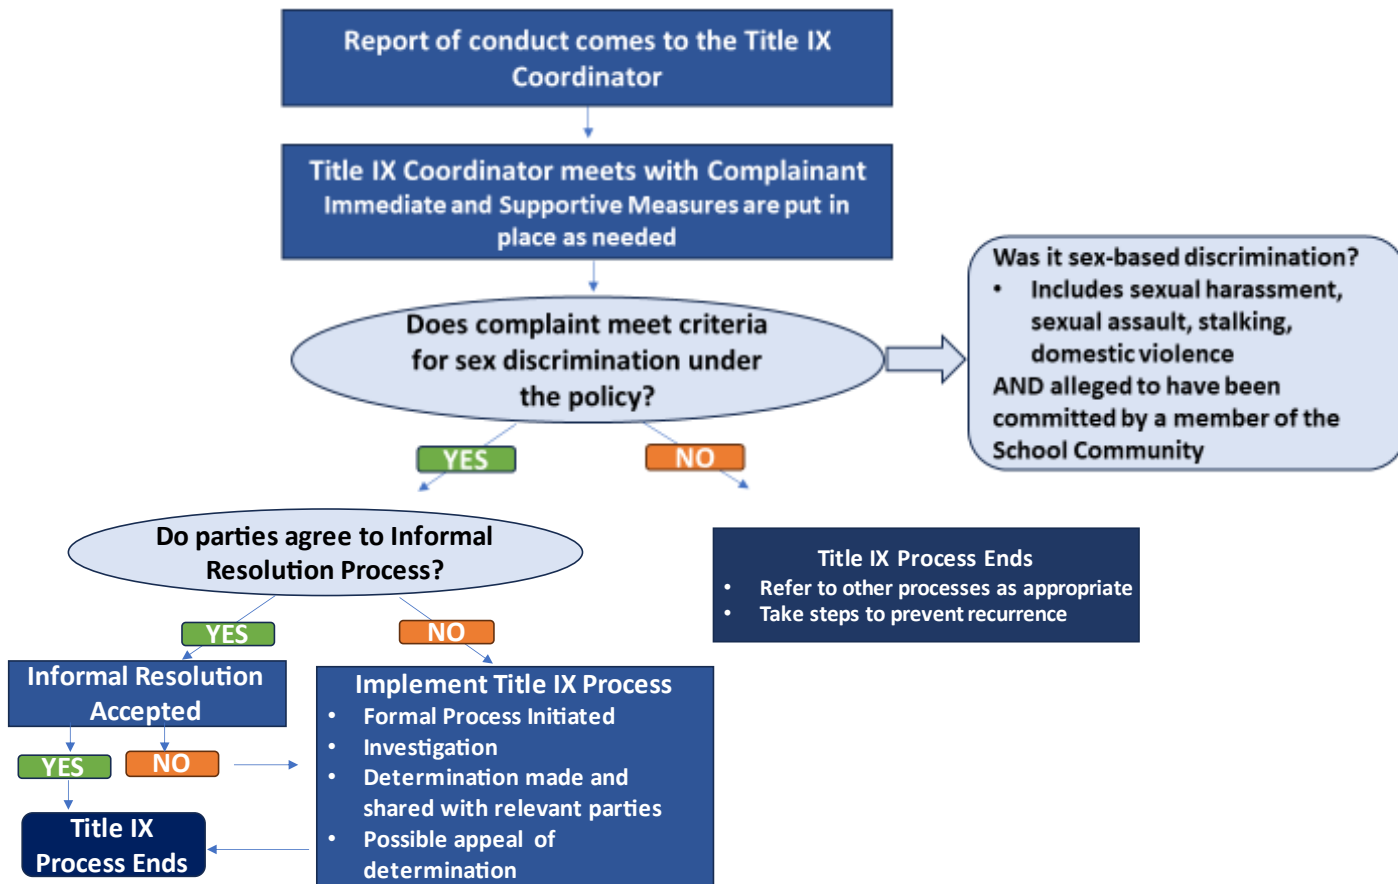 Report of conduct comes to the Title IX
Coordinator
Title IX Coordinator meets with Complainant
Immediate and Supportive Measures are put in
place as needed
Does complaint meet criteria
for sex discrimination under
the policy?
Was it sex-based discrimination?
• Includes sexual harassment,
sexual assault, stalking,
domestic violence
AND alleged to have been
committed by a member of the
School Community
YES
NO
Do parties agree to Informal
Resolution Process?
Title IX Process Ends
• Refer to other processes as appropriate
• Take steps to prevent recurrence
YES
NO
Informal Resolution
Accepted
YES
NO
Implement Title IX Process
• Formal Process Initiated
• Investigation
• Determination made and
shared with relevant parties
• Possible appeal of
determination
Title IX
Process Ends